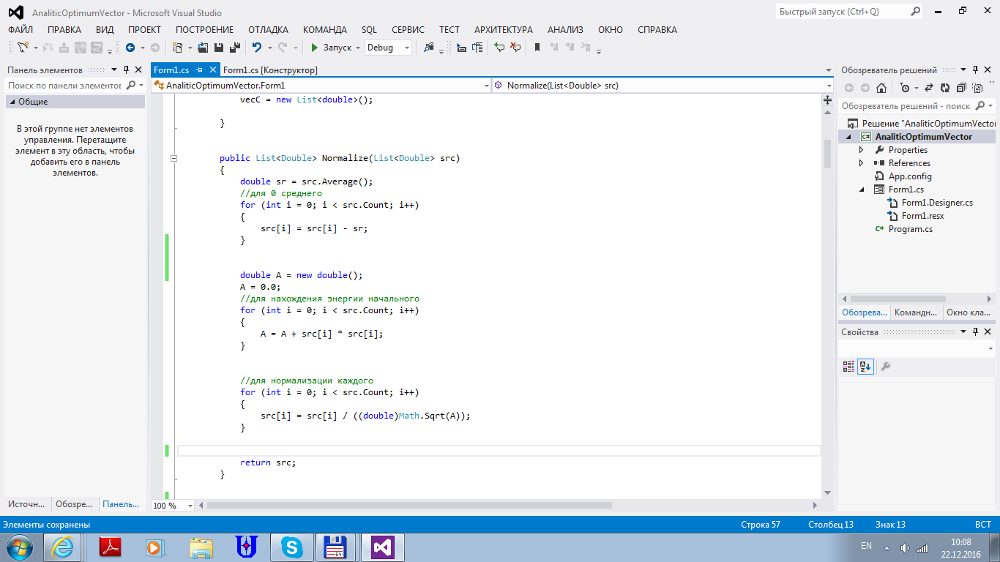 AnaliticOptimumVector - Microsoft Visual Studio
Быстрый запуск (Ctrl+Q)
ФАЙЛ ПРАВКА ВИД ПРОЕКТ ПОСТРОЕНИЕ ОТЛАДКА КОМАНДА SQL СЕРВИС ТЕСТ АРХИТЕКТУРА АНАЛИЗ ОКНО СПРАВКА
Запуск Debug
Панель элементов
Поиск по панели элементов
Общие
В этой группе нет элементов
управления. Перетащите
элемент в эту область, чтобы
добавить его в панель
элементов.
Источн... Обозре... Панель...
Form1.cs Form1.cs [Конструктор]
AnaliticOptimumVector.Form1 Normalize(List<Double> src)
vecC = new List<double>();
}
public List<Double> Normalize(List<Double> src)
{
double sr = src.Average();
//для 0 среднего
for (int i = 0; i < src.Count; i++)
{
src[i] = src[i] - sr;
}
double A = new double();
A = 0.0;
//для нахождения энергии начального
for (int i = 0; i < src.Count; i++)
{
A = A + src[i] * src[i];
}
//для нормализации каждого
for (int i = 0; i < src.Count; i++)
{
src[i] = src[i] / ((double)Math.Sqrt(A));
}
return src;
}
100 %
Обозреватель решений
Обозреватель решений - поиск
Решение "AnaliticOptimumVector
C# AnaliticOptimumVector
Properties
References
App.config
Form1.cs
Form1.Designer.cs
Form1.resx
C# Program.cs
Обозрева... Командн... Окно кла...
Свойства
Элементы сохранены Строка 57 Столбец 13 Знак 13 ВСТ
64
EN
10:08
22.12.2016